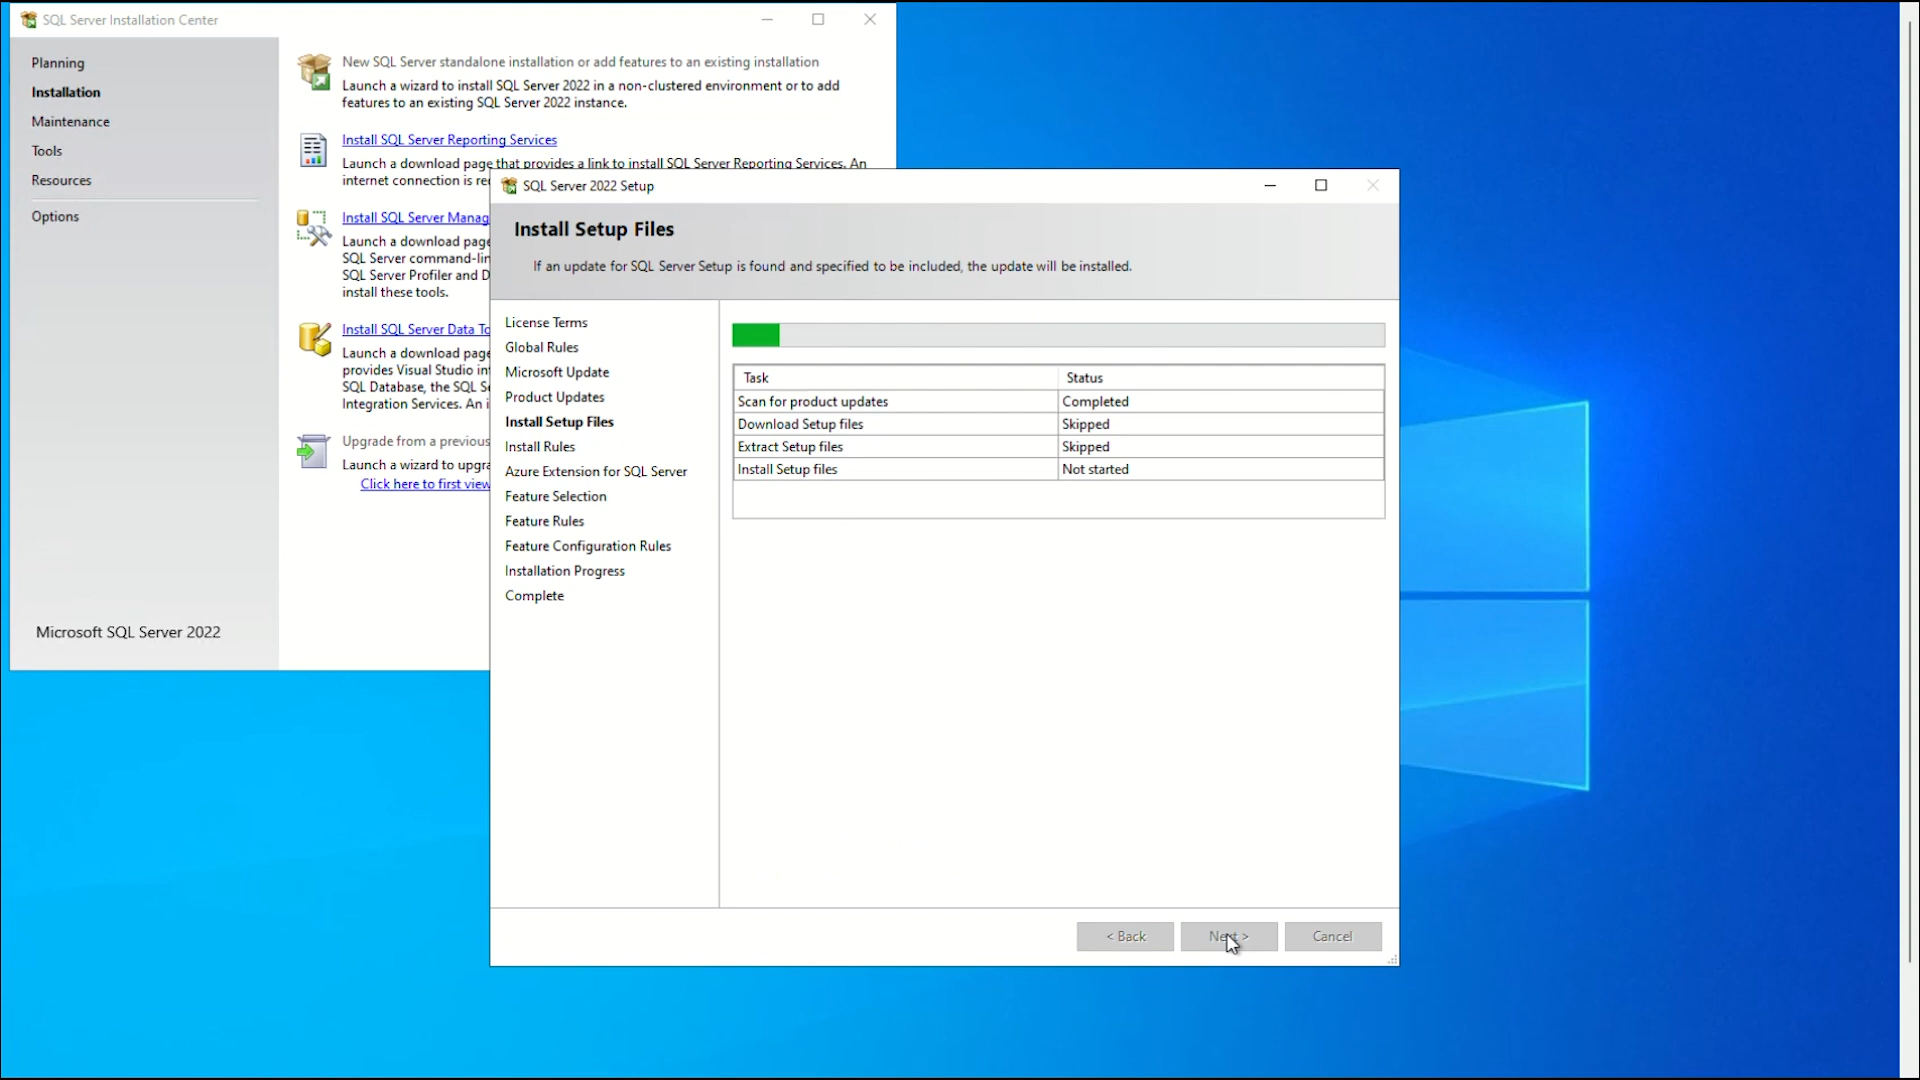 SQL Server Installation Center
Planning
Installation
Maintenance
Tools
Resources
Options
Microsoft SQL Server 2022
New SQL Server standalone installation or add features to an existing installation
Launch a wizard to install SQL Server 2022 in a non-clustered environment or to add
features to an existing SQL Server 2022 instance.
Install SQL Server Reporting Services
Launch a download page that provides a link to install SQL Server Reporting Services. An
internet connection is re
Install SQL Server Manag
Launch a download page
SQL Server command-lin
SQL Server Profiler and D
install these tools.
Install SQL Server Data To
Launch a download page
provides Visual Studio int
SQL Database, the SQL Se
Integration Services. An i
Upgrade from a previous
Launch a wizard to upgra
Click here to first view
SQL Server 2022 Setup
Install Setup Files
If an update for SQL Server Setup is found and specified to be included, the update will be installed.
License Terms
Global Rules
Microsoft Update
Product Updates
Install Setup Files
Install Rules
Azure Extension for SQL Server
Feature Selection
Feature Rules
Feature Configuration Rules
Installation Progress
Complete
Task Status
Scan for product updates Completed
Download Setup files Skipped
Extract Setup files Skipped
Install Setup files Not started
< Back Next > Cancel